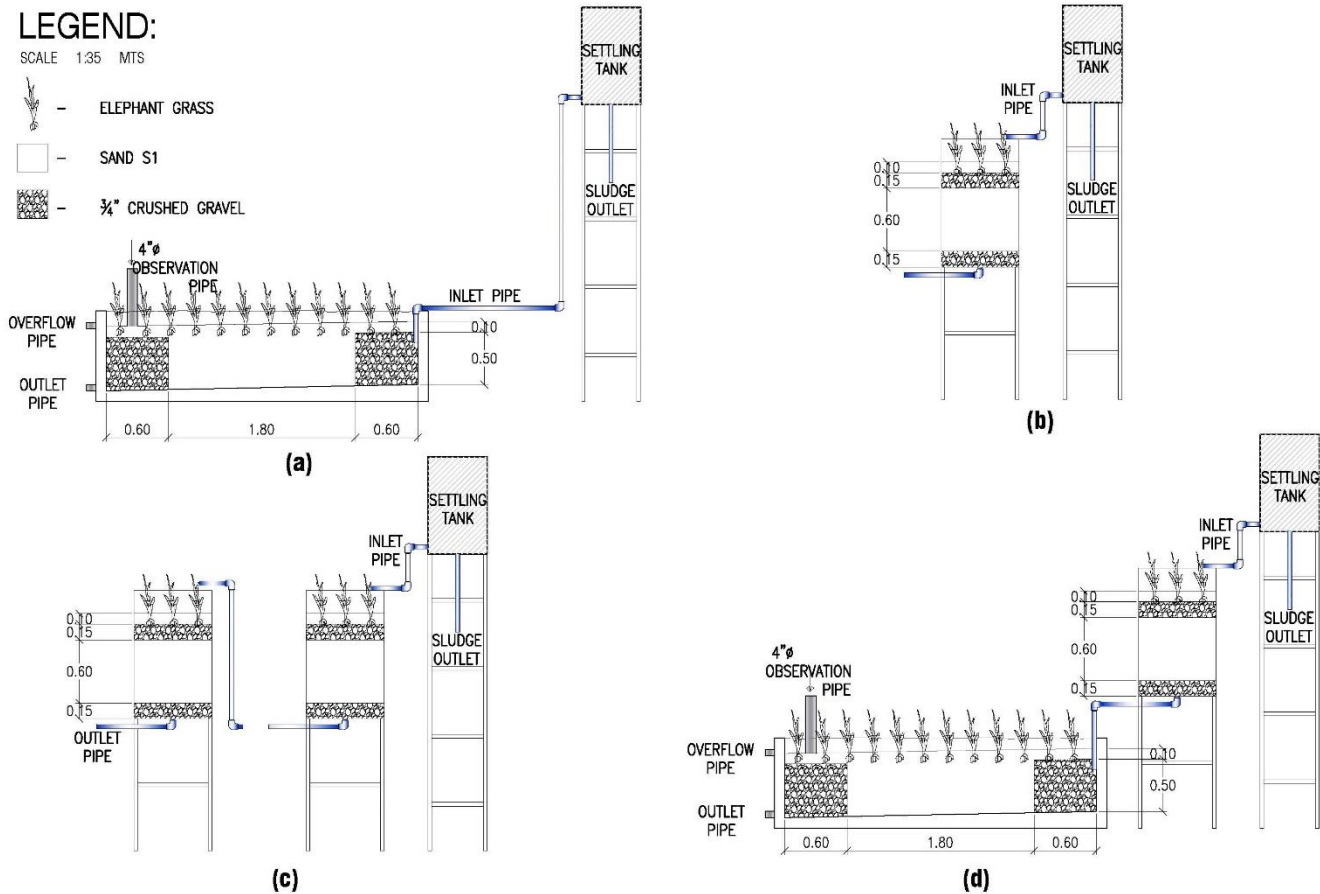 LEGEND:
SCALE 1:35 MTS
- ELEPHANT GRASS
- SAND S1
- ¾" CRUSHED GRAVEL
4"ø
OBSERVATION
PIPE
OVERFLOW
PIPE
OUTLET
PIPE
INLET PIPE
0.10
0.50
0.60
1.80
0.60
SETTLING
TANK
SLUDGE
OUTLET
(a)
SETTLING
TANK
INLET
PIPE
0.10
0.15
0.60
0.15
SLUDGE
OUTLET
(b)
SETTLING
TANK
INLET
PIPE
0.10
0.15
0.60
0.15
OUTLET
PIPE
SLUDGE
OUTLET
(c)
SETTLING
TANK
INLET
PIPE
0.10
0.15
0.60
0.15
SLUDGE
OUTLET
4"ø
OBSERVATION
PIPE
OVERFLOW
PIPE
OUTLET
PIPE
0.10
0.50
0.60
1.80
0.60
(d)